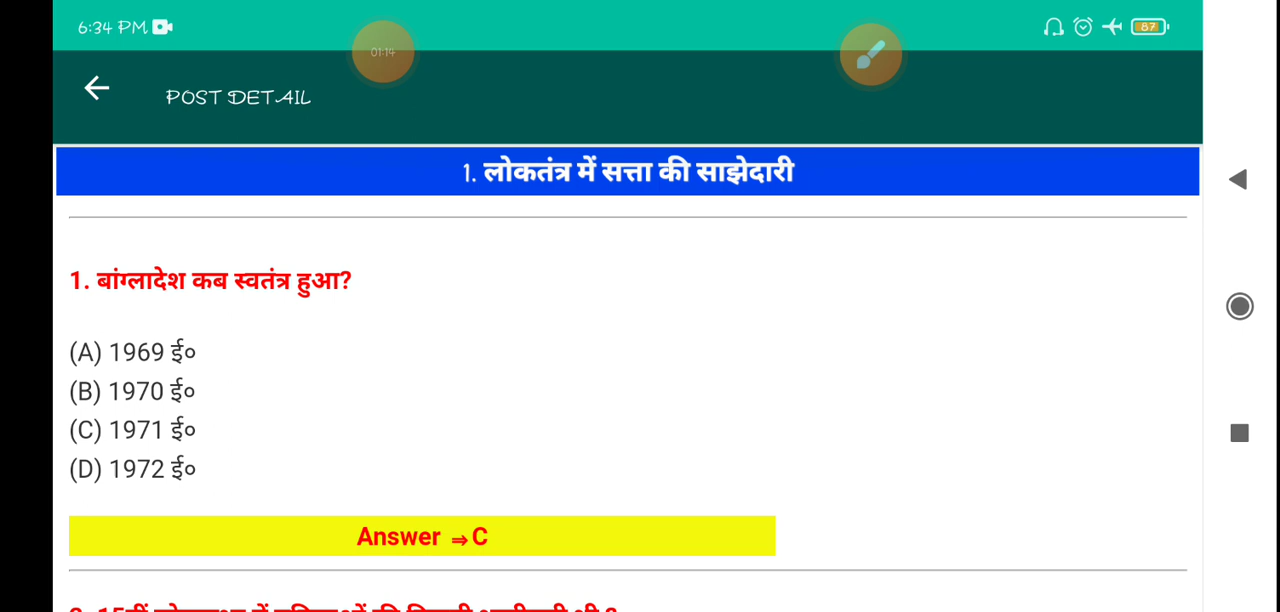 6:34 PM
87
01:14
POST DETAIL
1. लोकतंत्र में सत्ता की साझेदारी
1. बांग्लादेश कब स्वतंत्र हुआ?
(A) 1969 ई०
(B) 1970 ई०
(C) 1971 ई०
(D) 1972 ई०
Answer ⇒ C